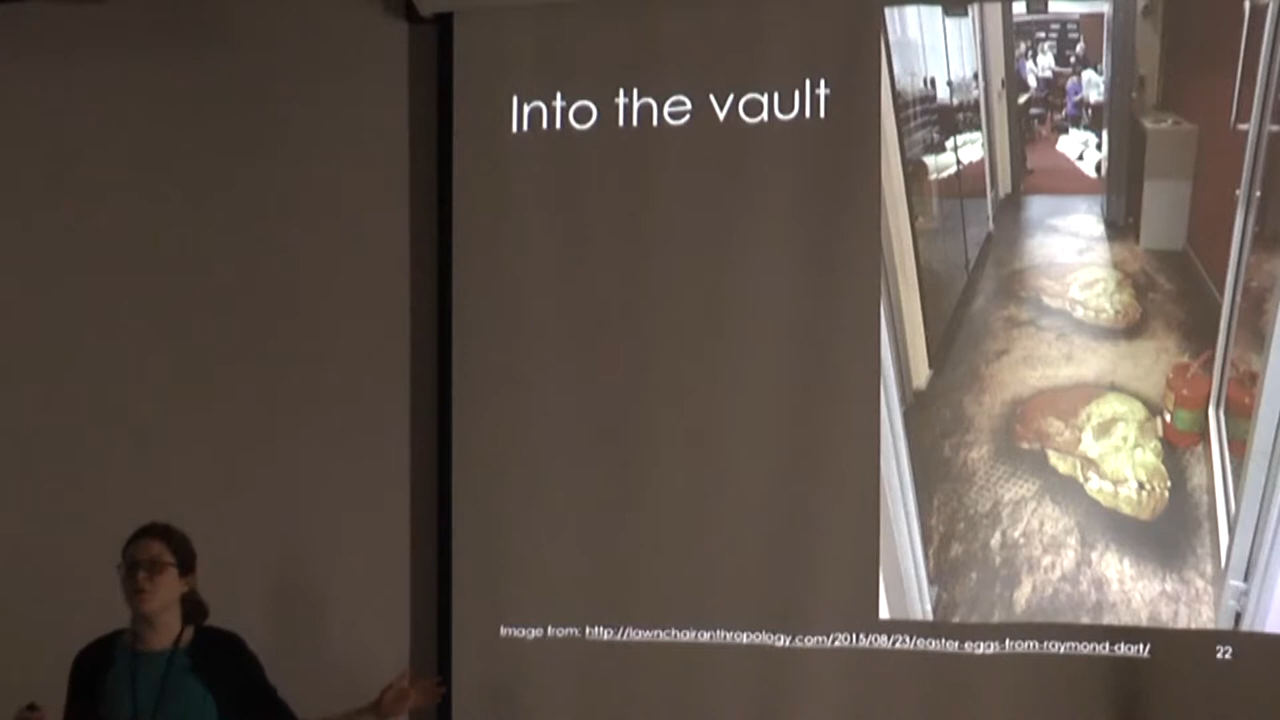 Into the vault
Image from: http://lawnchairanthropology.com/2015/08/23/easter-eggs-from-raymond-dart/
22